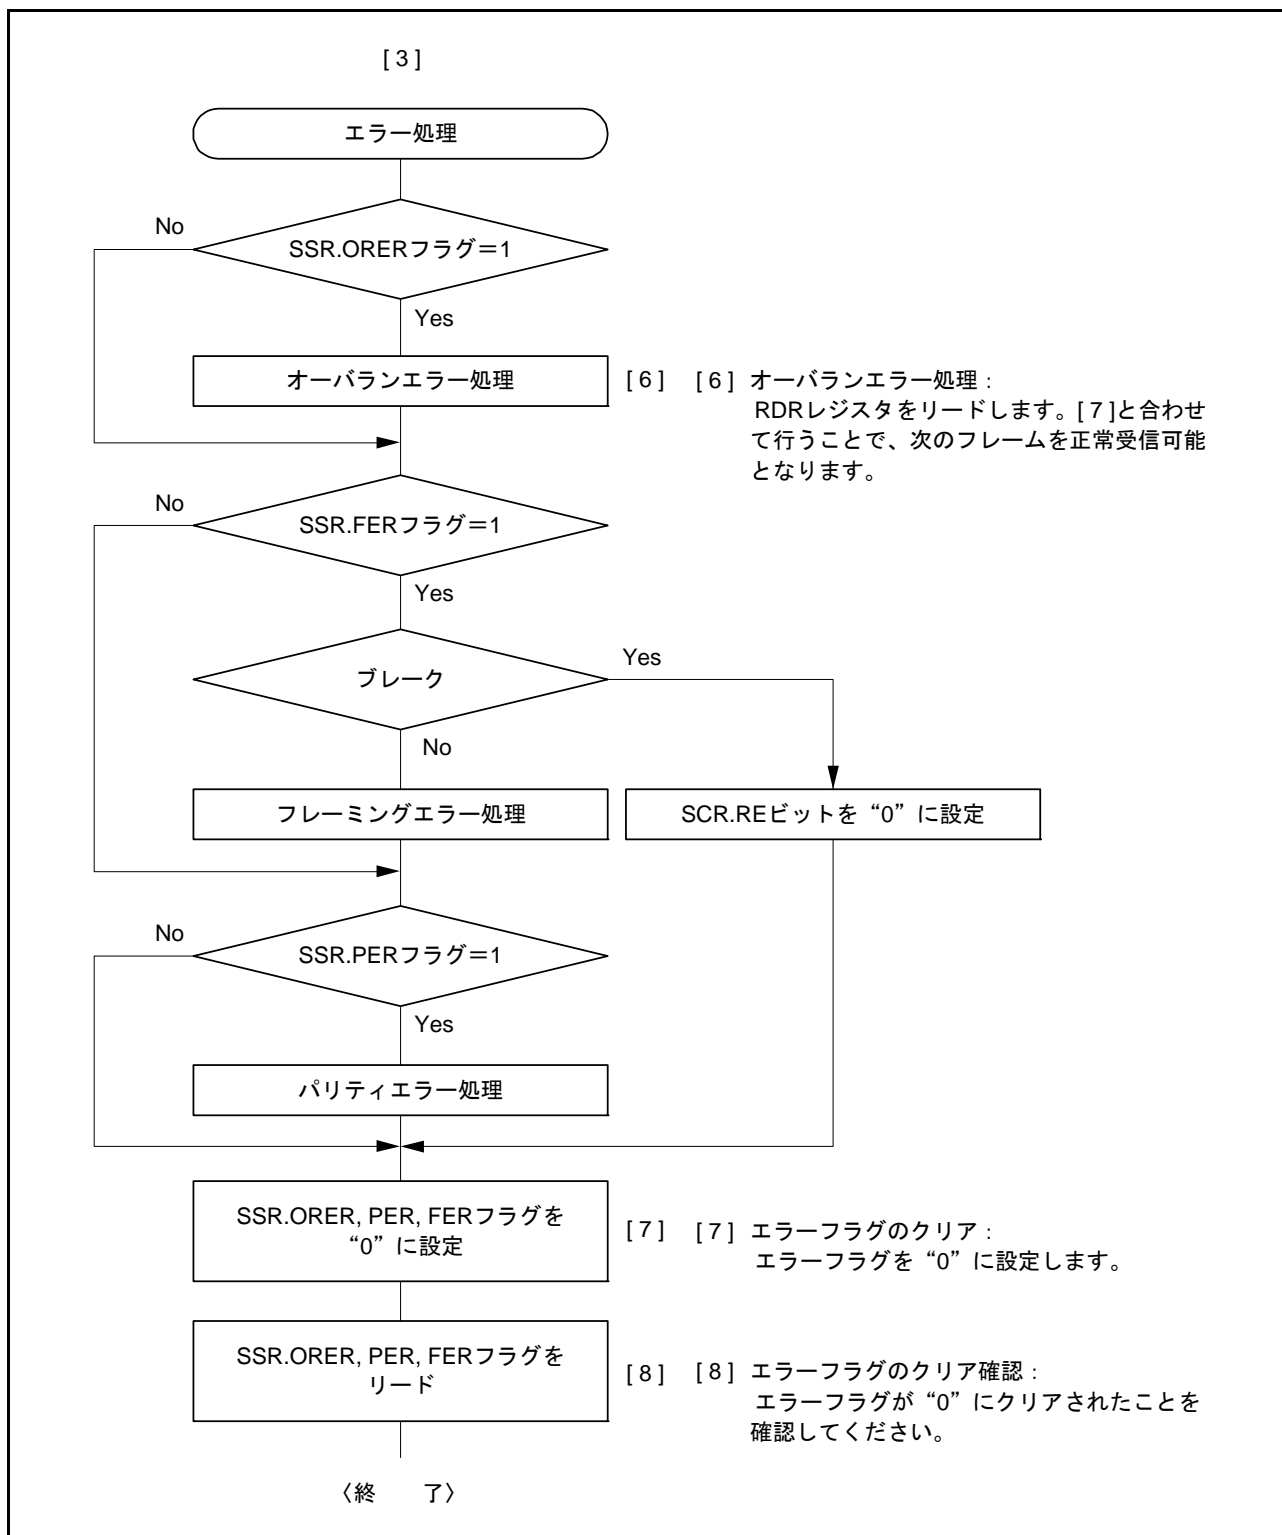 [ 3 ]
エラー処理
No
SSR.ORERフラグ＝1
Yes
オーバランエラー処理
[ 6 ]
[ 6 ] オーバランエラー処理：
RDRレジスタをリードします。[ 7 ]と合わせ
て行うことで、次のフレームを正常受信可能
となります。
No
SSR.FERフラグ＝1
Yes
ブレーク
Yes
No
フレーミングエラー処理
SCR.REビットを“0”に設定
No
SSR.PERフラグ＝1
Yes
パリティエラー処理
SSR.ORER, PER, FERフラグを
“0”に設定
[ 7 ]
[ 7 ] エラーフラグのクリア：
エラーフラグを“0”に設定します。
SSR.ORER, PER, FERフラグを
リード
[ 8 ]
[ 8 ] エラーフラグのクリア確認：
エラーフラグが“0”にクリアされたことを
確認してください。
〈終　了〉